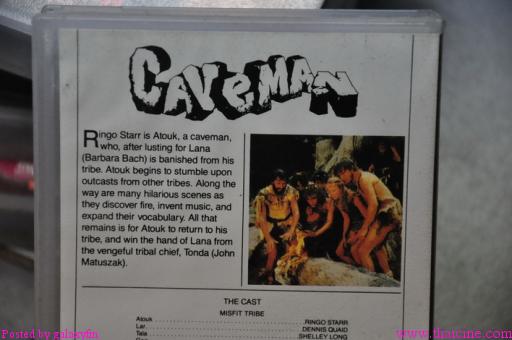 CAVEMAN
Ringo Starr is Atouk, a caveman,
who, after lusting for Lana
(Barbara Bach) is banished from his
tribe. Atouk begins to stumble upon
outcasts from other tribes. Along the
way are many hilarious scenes as
they discover fire, invent music, and
expand their vocabulary. All that
remains is for Atouk to return to his
tribe, and win the hand of Lana from
the vengeful tribal chief, Tonda (John
Matuszak).
THE CAST
MISFIT TRIBE
Atouk RINGO STARR
Lar DENNIS QUAID
Tala SHELLEY LONG
Posted by galaxyfin
www.thaicine.com